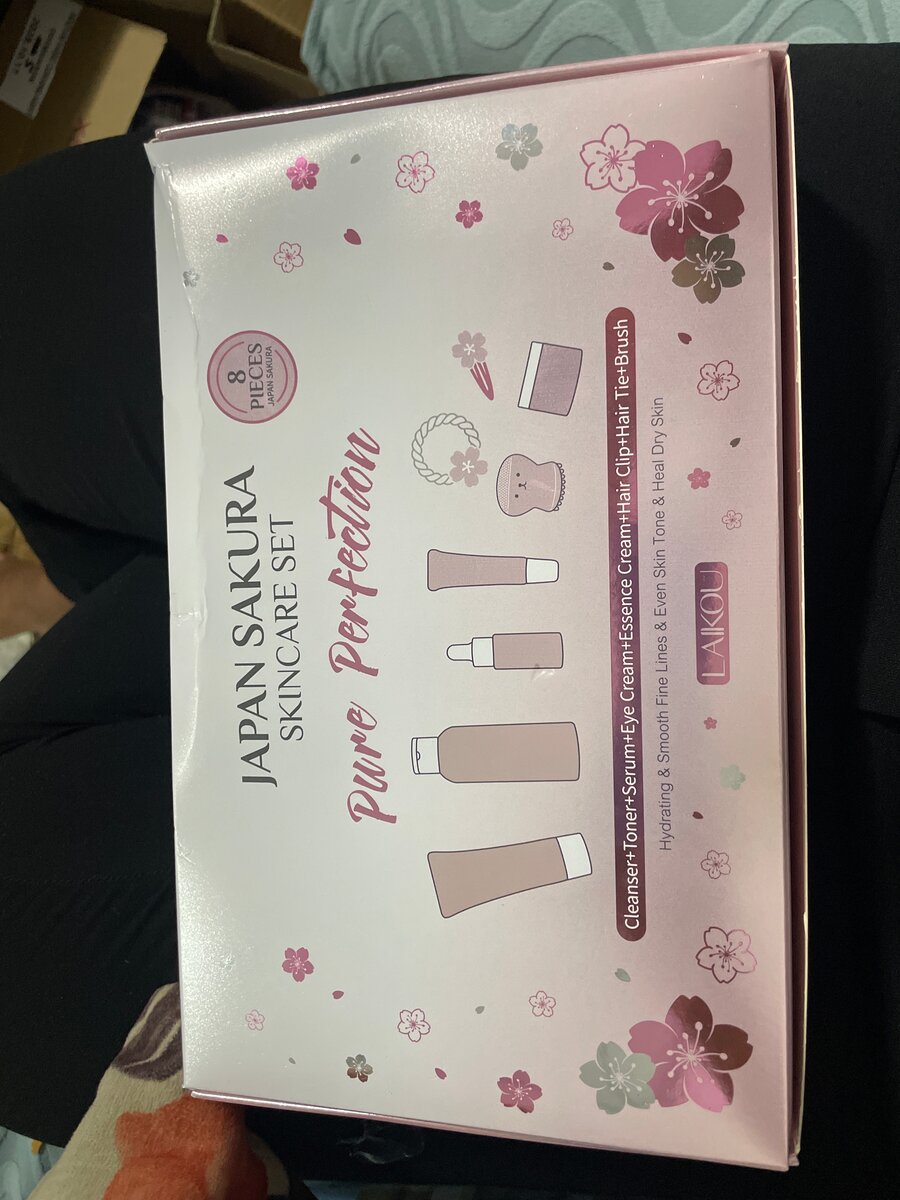 8
PIECES
JAPAN SAKURA
JAPAN SAKURA
SKINCARE SET
Pure Perfection
Cleanser+Toner+Serum+Eye Cream+Essence Cream+Hair Clip+Hair Tie+Brush
Hydrating & Smooth Fine Lines & Even Skin Tone & Heal Dry Skin
LAIKOU